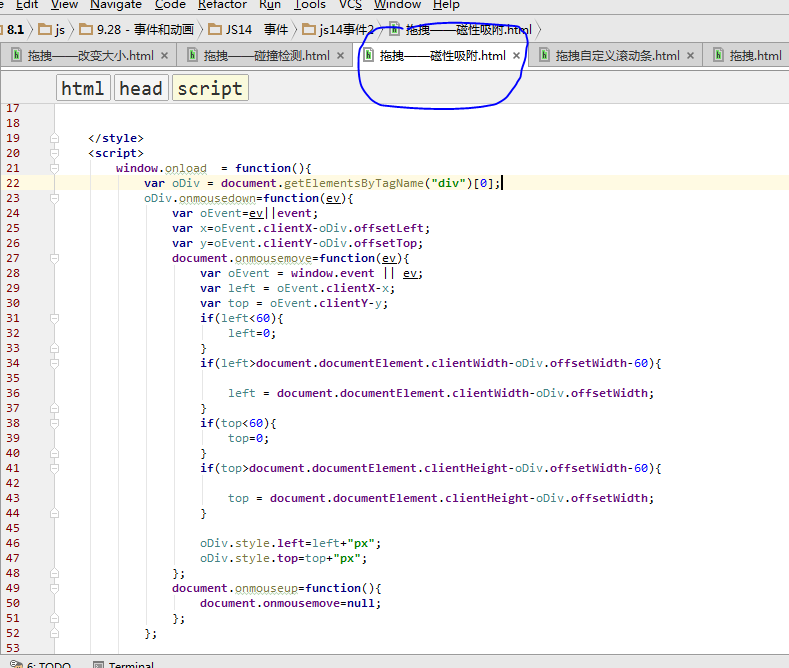 Edit View Navigate Code Refactor Run Tools VCS Window Help
8.1 js 9.28 - 事件和动画 JS14 事件 js14事件2 拖拽——磁性吸附.html
拖拽——改变大小.html × 拖拽——碰撞检测.html × 拖拽——磁性吸附.html × 拖拽自定义滚动条.html × 拖拽.html
html head script
17
18
19 </style>
20 <script>
21 window.onload  = function(){
22 var oDiv = document.getElementsByTagName("div")[0];
23 oDiv.onmousedown=function(ev){
24 var oEvent=ev||event;
25 var x=oEvent.clientX-oDiv.offsetLeft;
26 var y=oEvent.clientY-oDiv.offsetTop;
27 document.onmousemove=function(ev){
28 var oEvent = window.event || ev;
29 var left = oEvent.clientX-x;
30 var top = oEvent.clientY-y;
31 if(left<60){
32 left=0;
33 }
34 if(left>document.documentElement.clientWidth-oDiv.offsetWidth-60){
35
36 left = document.documentElement.clientWidth-oDiv.offsetWidth;
37 }
38 if(top<60){
39 top=0;
40 }
41 if(top>document.documentElement.clientHeight-oDiv.offsetWidth-60){
42
43 top = document.documentElement.clientHeight-oDiv.offsetWidth;
44 }
45
46 oDiv.style.left=left+"px";
47 oDiv.style.top=top+"px";
48 };
49 document.onmouseup=function(){
50 document.onmousemove=null;
51 };
52 };
53
6: TODO Terminal